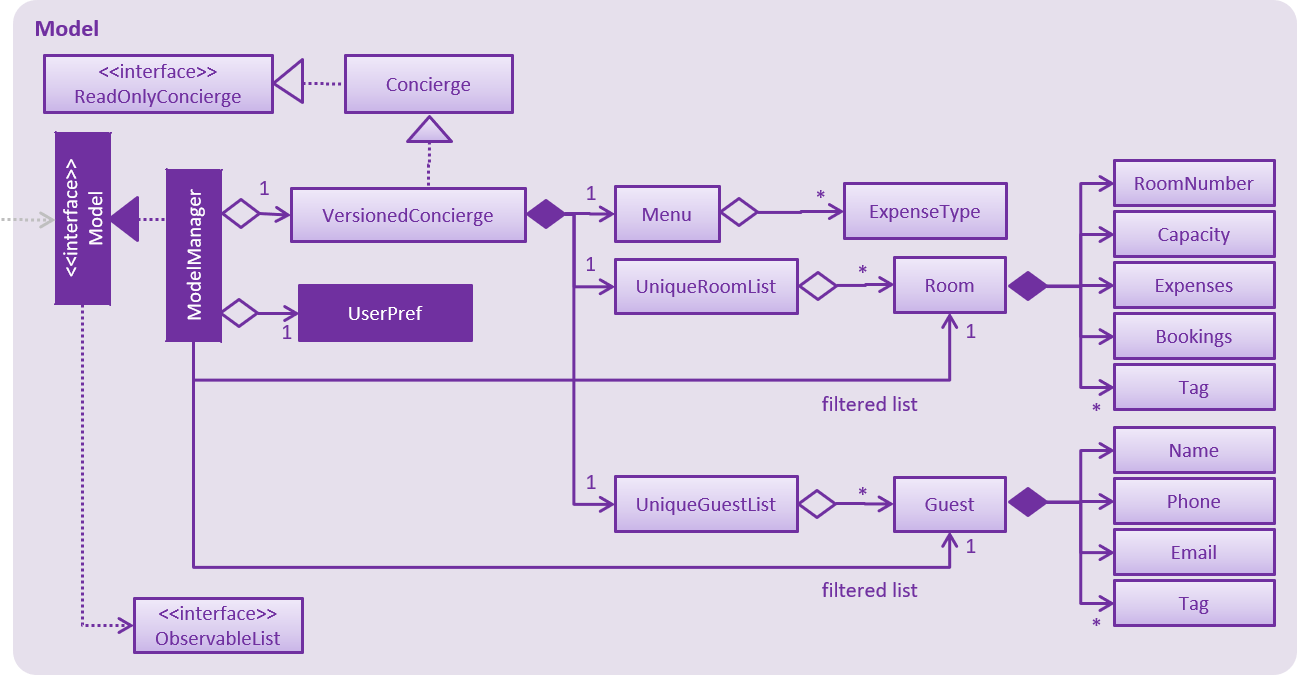 Model
<<interface>>
ReadOnlyConcierge
Concierge
<<interface>>
Model
ModelManager
1
VersionedConcierge
1
UserPref
1
Menu
*
ExpenseType
1
UniqueRoomList
*
Room
1
filtered list
RoomNumber
Capacity
Expenses
Bookings
Tag
*
1
UniqueGuestList
*
Guest
1
filtered list
Name
Phone
Email
Tag
*
<<interface>>
ObservableList